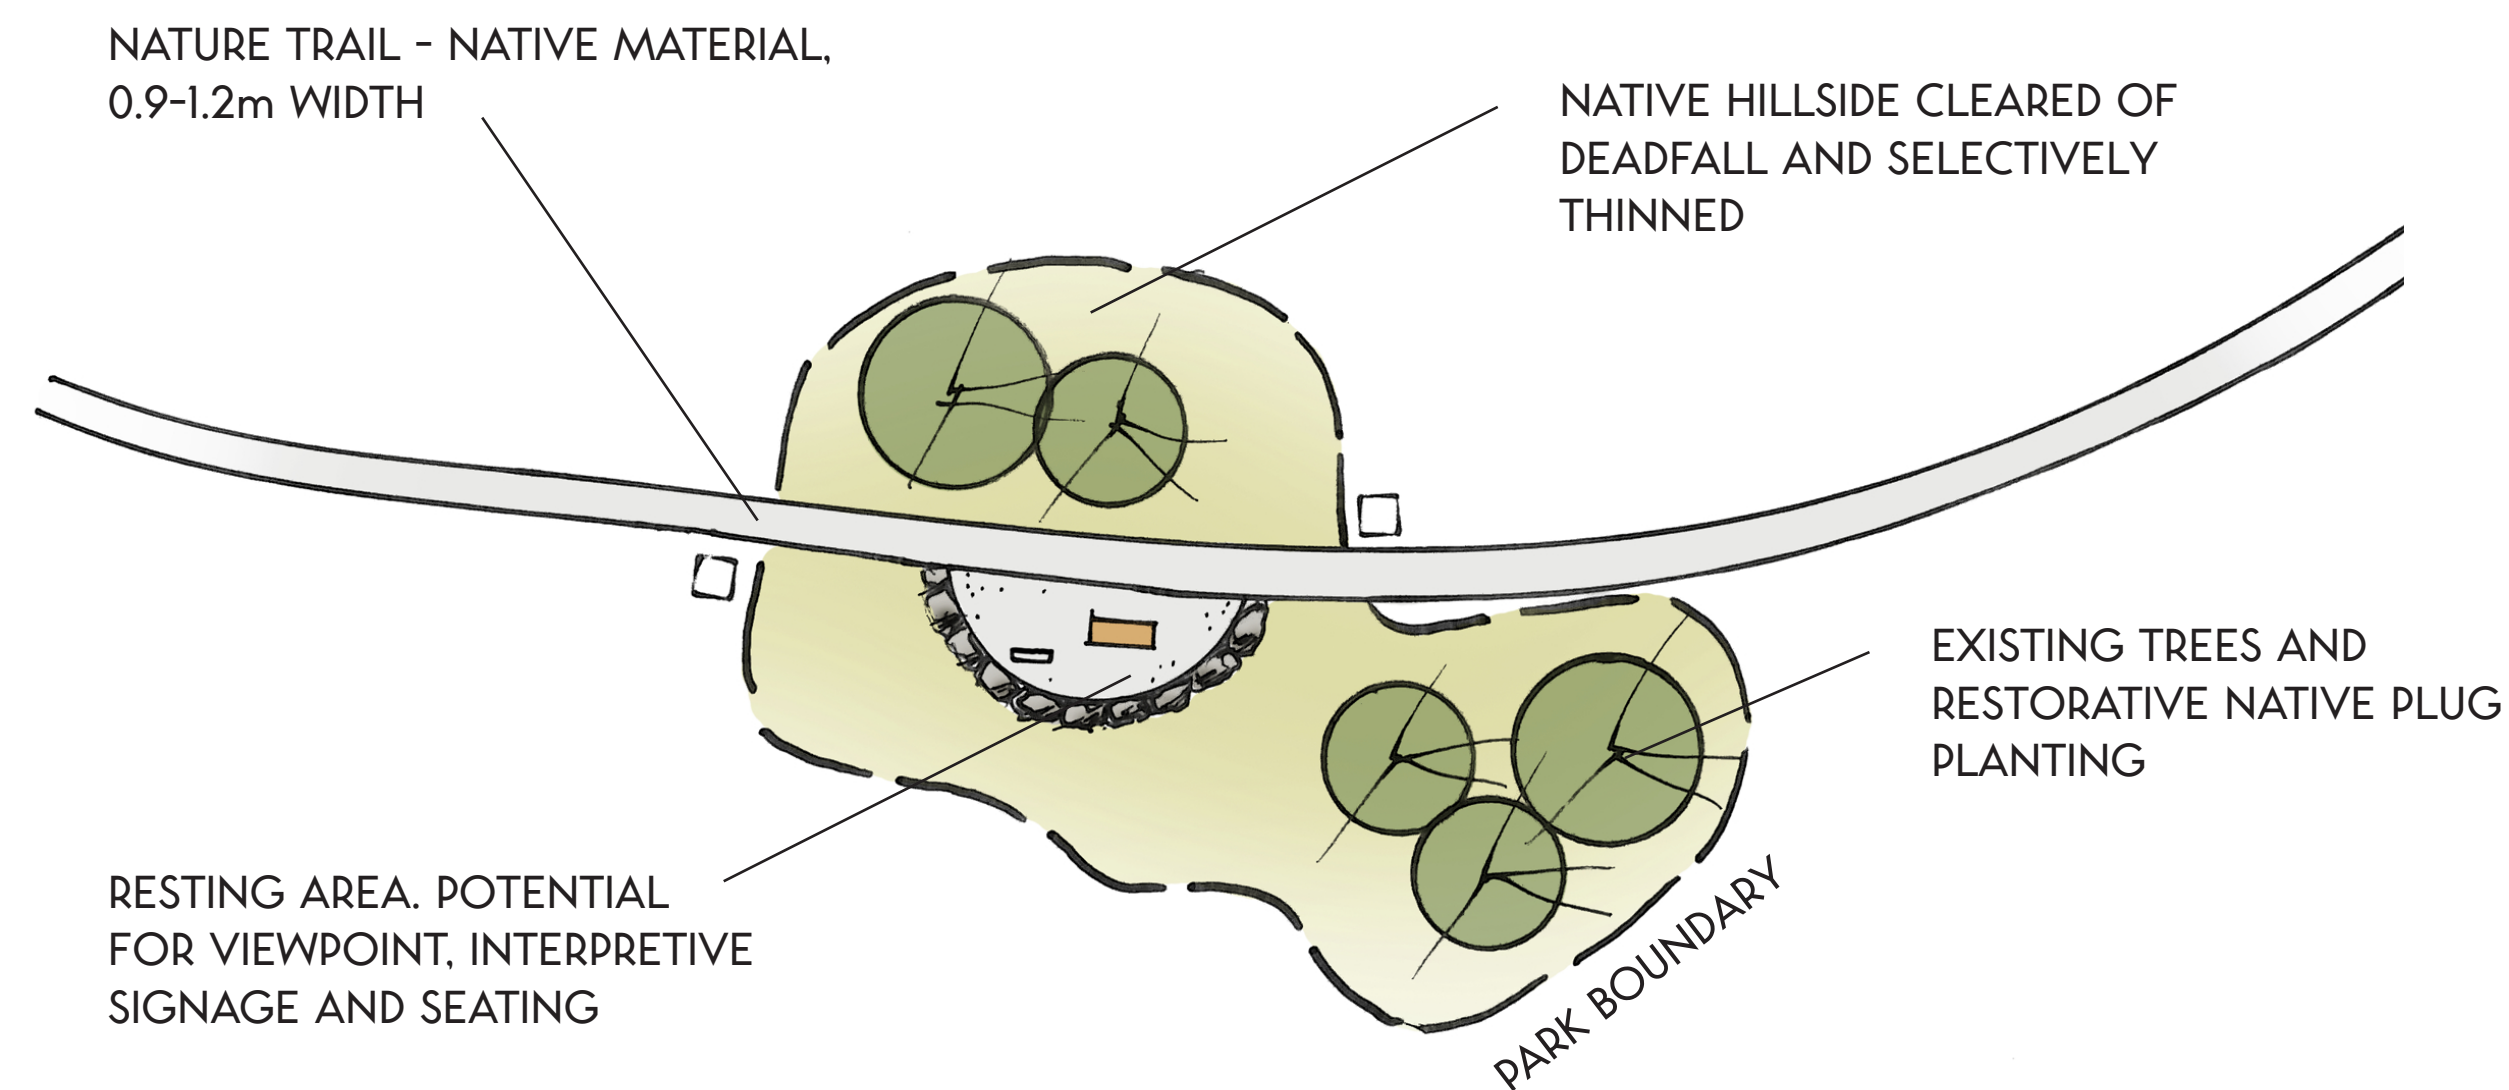 NATURE TRAIL - NATIVE MATERIAL,
0.9-1.2m WIDTH
NATIVE HILLSIDE CLEARED OF
DEADFALL AND SELECTIVELY
THINNED
EXISTING TREES AND
RESTORATIVE NATIVE PLUG
PLANTING
RESTING AREA. POTENTIAL
FOR VIEWPOINT, INTERPRETIVE
SIGNAGE AND SEATING
PARK BOUNDARY